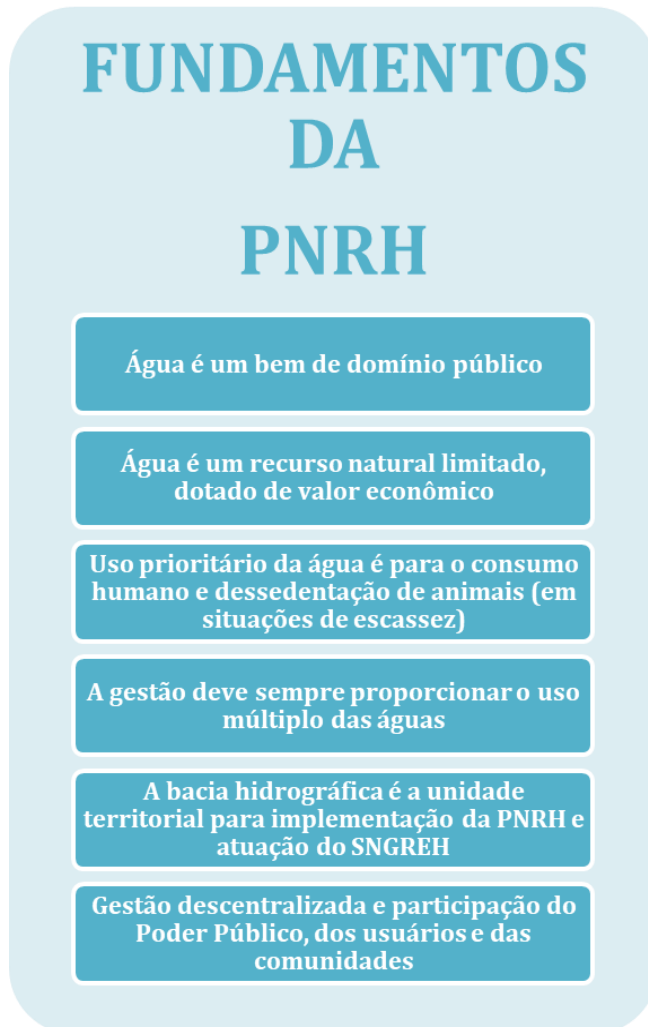 FUNDAMENTOS
DA
PNRH
Água é um bem de domínio público
Água é um recurso natural limitado,
dotado de valor econômico
Uso prioritário da água é para o consumo
humano e dessedentação de animais (em
situações de escassez)
A gestão deve sempre proporcionar o uso
múltiplo das águas
A bacia hidrográfica é a unidade
territorial para implementação da PNRH e
atuação do SNGREH
Gestão descentralizada e participação do
Poder Público, dos usuários e das
comunidades